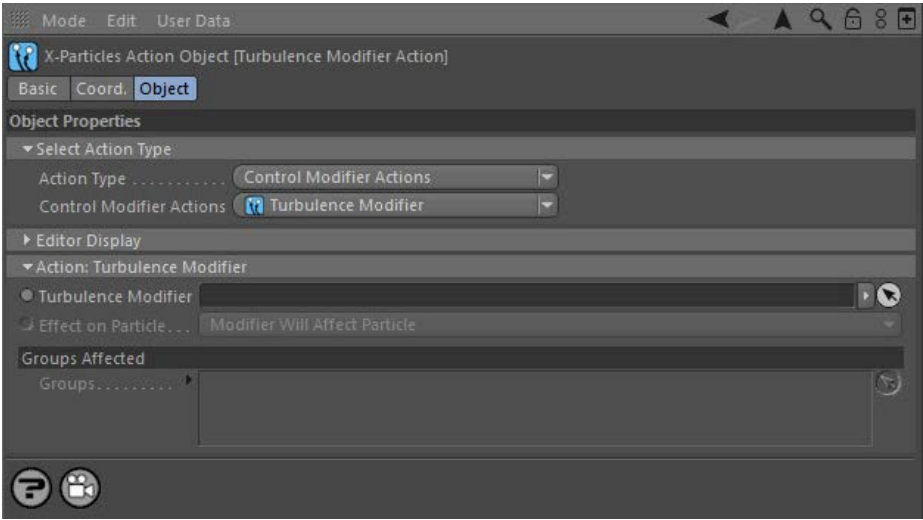 Mode Edit User Data
X-Particles Action Object [Turbulence Modifier Action]
Basic Coord. Object
Object Properties
Select Action Type
Action Type . . . . . . . . . . . Control Modifier Actions
Control Modifier Actions Turbulence Modifier
Editor Display
Action: Turbulence Modifier
Turbulence Modifier
Effect on Particle. . . Modifier Will Affect Particle
Groups Affected
Groups. . . . . . . . .